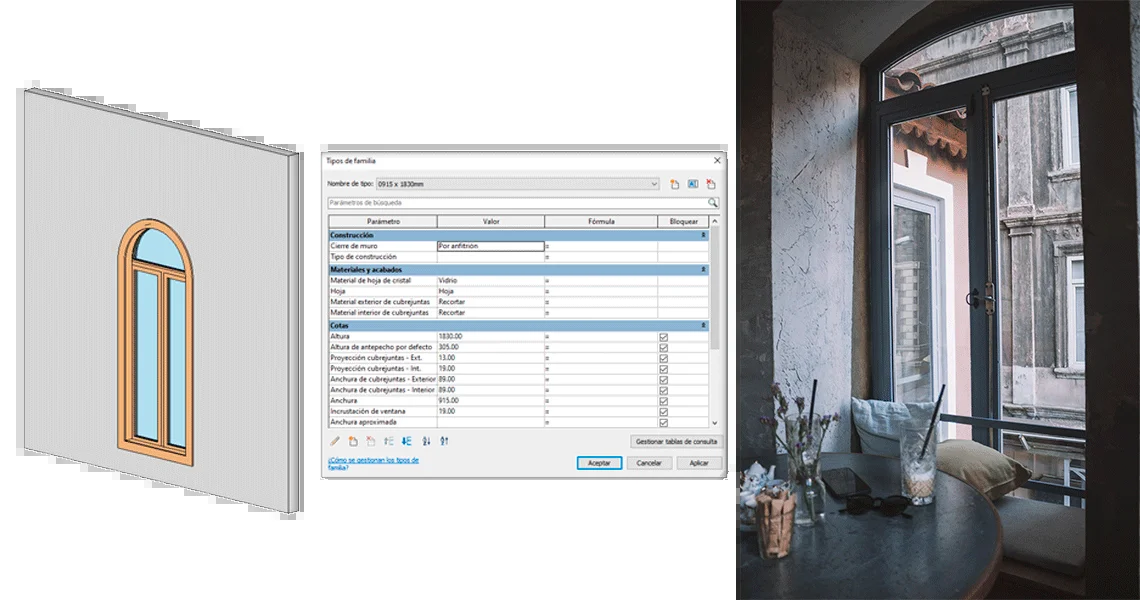 Tipos de familia
Nombre de tipo: 0915 x 1830mm
Parámetros de búsqueda
Parámetro Valor Fórmula Bloquear
Construcción
Cierre de muro Por anfitrión =
Tipo de construcción =
Materiales y acabados
Material de hoja de cristal Vidrio =
Hoja Hoja =
Material exterior de cubrejuntas Recortar =
Material interior de cubrejuntas Recortar =
Cotas
Altura 1830.00 =
Altura de antepecho por defecto 305.00 =
Proyección cubrejuntas - Ext. 13.00 =
Proyección cubrejuntas - Int. 19.00 =
Anchura de cubrejuntas - Exterior 89.00 =
Anchura de cubrejuntas - Interior 89.00 =
Anchura 915.00 =
Incrustación de ventana 19.00 =
Anchura aproximada =
Gestionar tablas de consulta
¿Cómo se gestionan los tipos de
familia?
Aceptar Cancelar Aplicar